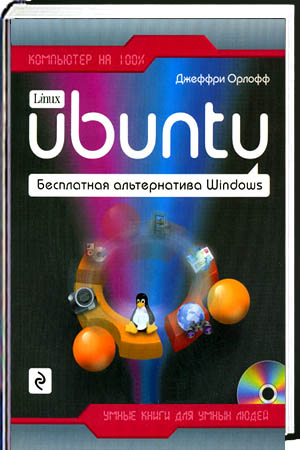 КОМПЬЮТЕР НА 100%
Джеффри Орлофф
Linux
ubuntu
Бесплатная альтернатива Windows
УМНЫЕ КНИГИ ДЛЯ УМНЫХ ЛЮДЕЙ